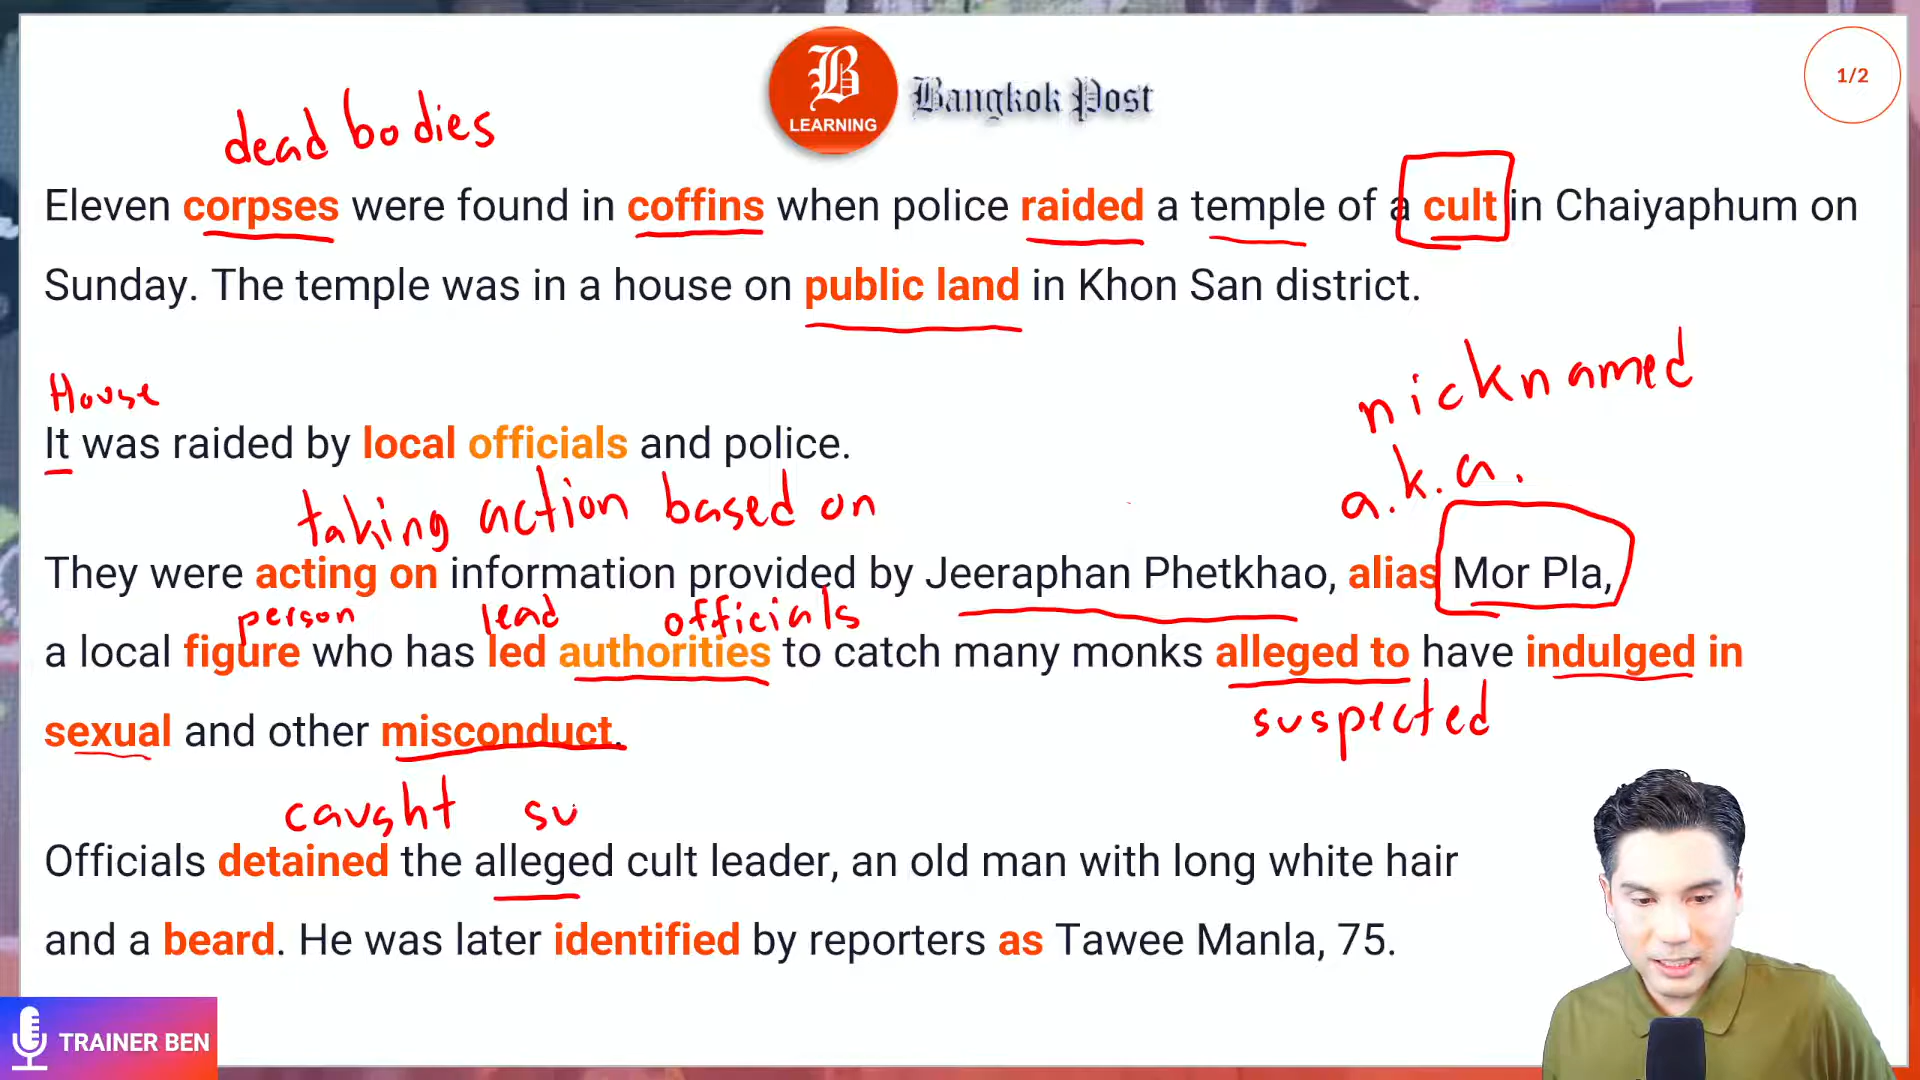 B
LEARNING
Bangkok Post
1/2
dead bodies
Eleven corpses were found in coffins when police raided a temple of a cult in Chaiyaphum on
Sunday. The temple was in a house on public land in Khon San district.
House
nicknamed
It was raided by local officials and police.
a.k.a.
taking action based on
They were acting on information provided by Jeeraphan Phetkhao, alias Mor Pla,
person lead officials
a local figure who has led authorities to catch many monks alleged to have indulged in
suspected
sexual and other misconduct.
caught su
Officials detained the alleged cult leader, an old man with long white hair
and a beard. He was later identified by reporters as Tawee Manla, 75.
TRAINER BEN